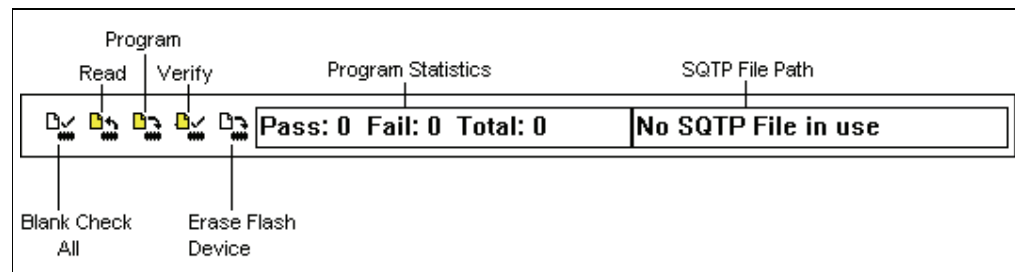 Program
Read Verify Program Statistics SQTP File Path
Pass: 0 Fail: 0 Total: 0 No SQTP File in use
Blank Check Erase Flash
All Device